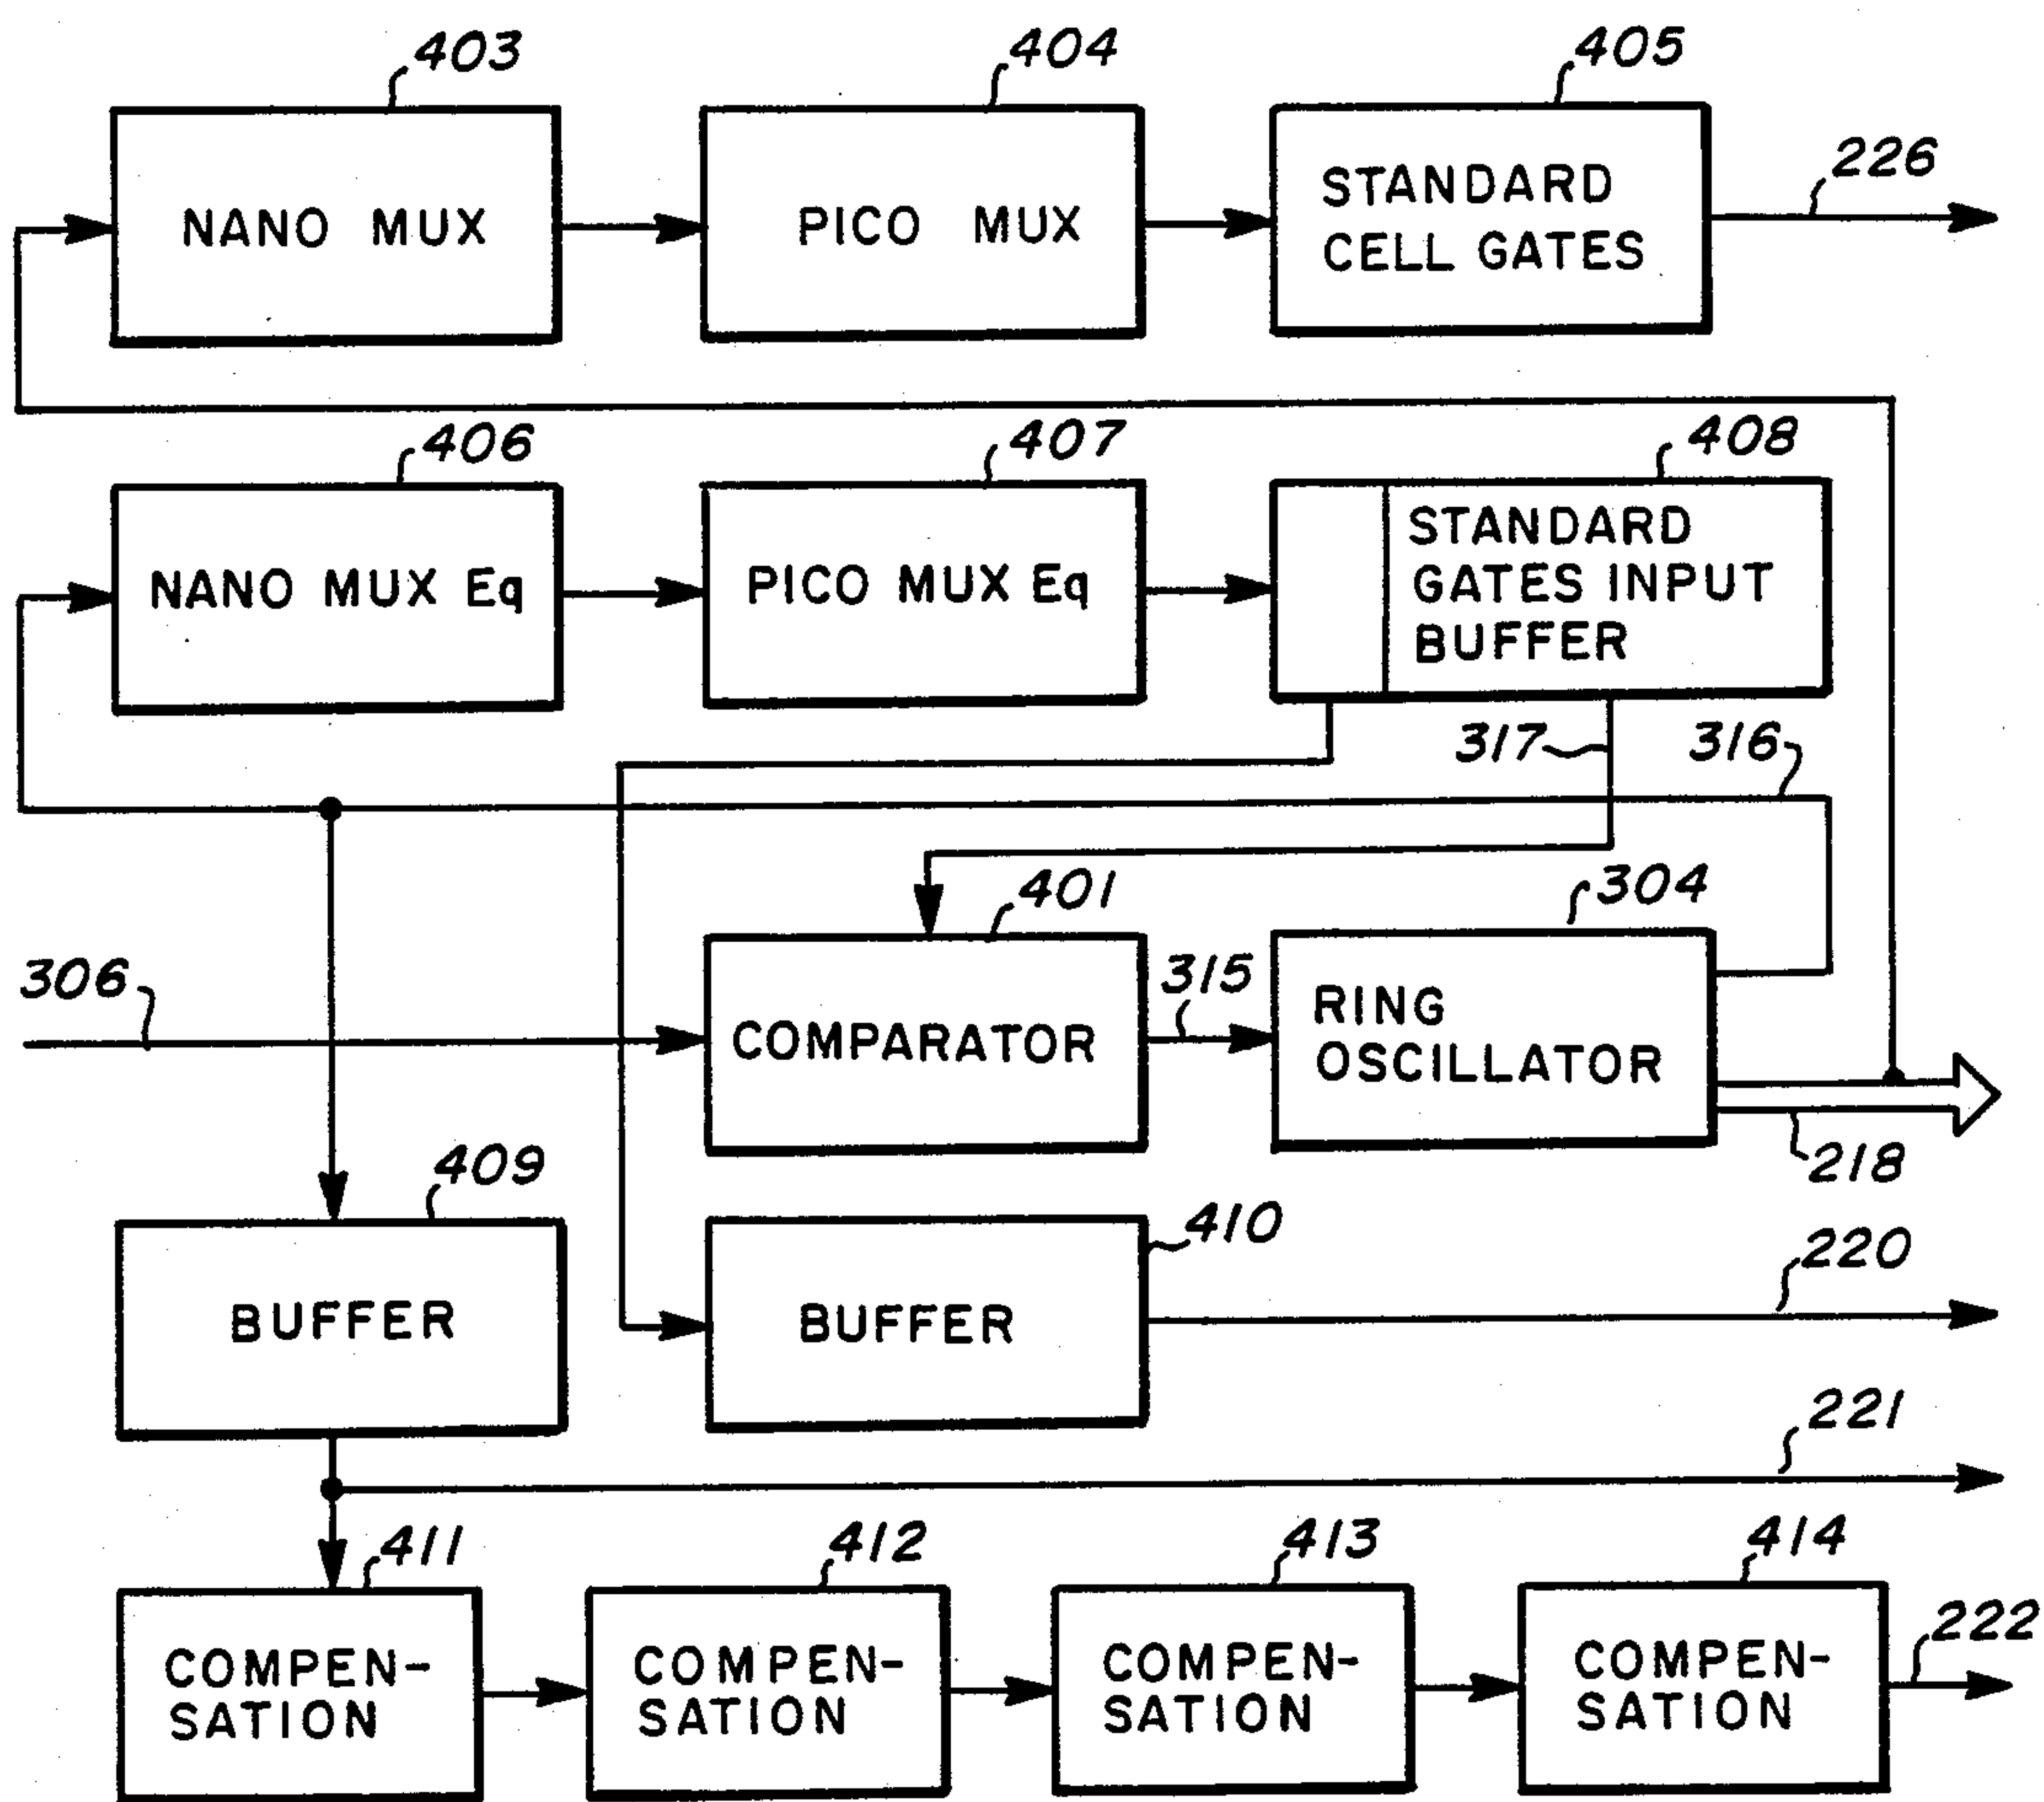 403
404
405
NANO MUX
PICO MUX
STANDARD
CELL GATES
226
406
407
408
NANO MUX Eq
PICO MUX Eq
STANDARD
GATES INPUT
BUFFER
317
316
401
304
306
COMPARATOR
315
RING
OSCILLATOR
218
409
410
220
BUFFER
BUFFER
221
411
412
413
414
COMPEN-
SATION
COMPEN-
SATION
COMPEN-
SATION
COMPEN-
SATION
222